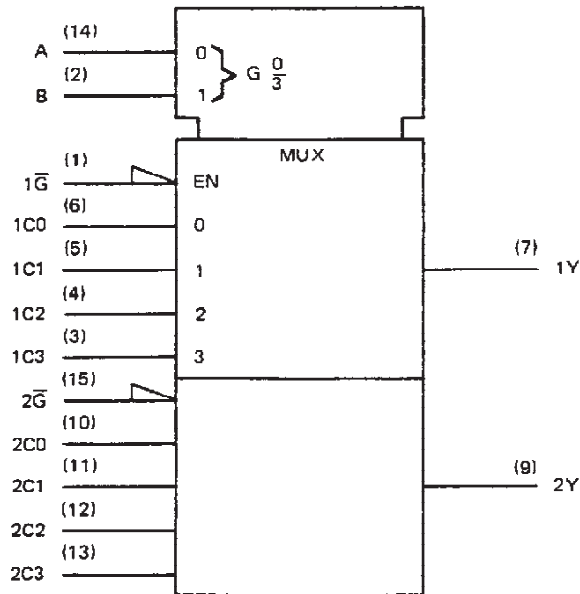 A (14) 0
G 0/3
B (2) 1
MUX
1G̅ (1) EN
1C0 (6) 0
1C1 (5) 1 (7) 1Y
1C2 (4) 2
1C3 (3) 3
2G̅ (15)
2C0 (10)
2C1 (11) (9) 2Y
2C2 (12)
2C3 (13)